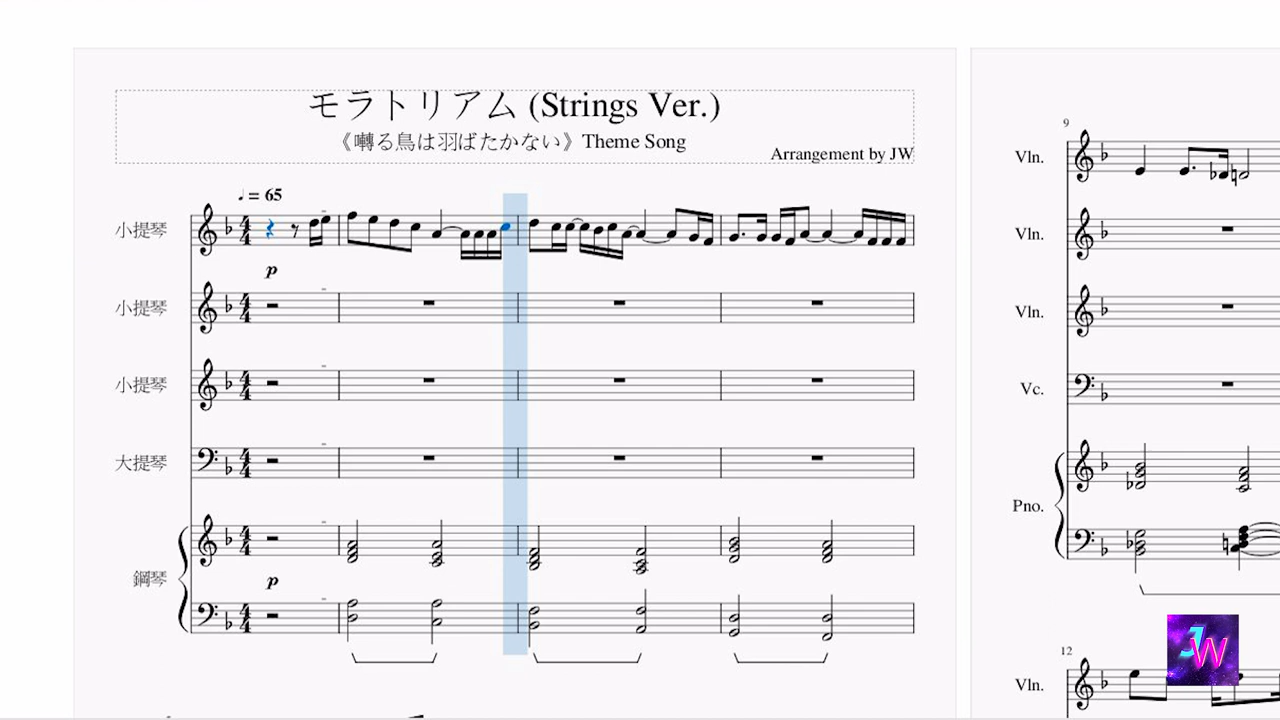 モラトリアム (Strings Ver.)
《囀る鳥は羽ばたかない》Theme Song
Arrangement by JW
♩ = 65
小提琴
p
小提琴
小提琴
大提琴
鋼琴
p
9
Vln.
Vln.
Vln.
Vc.
Pno.
12
Vln.
JW